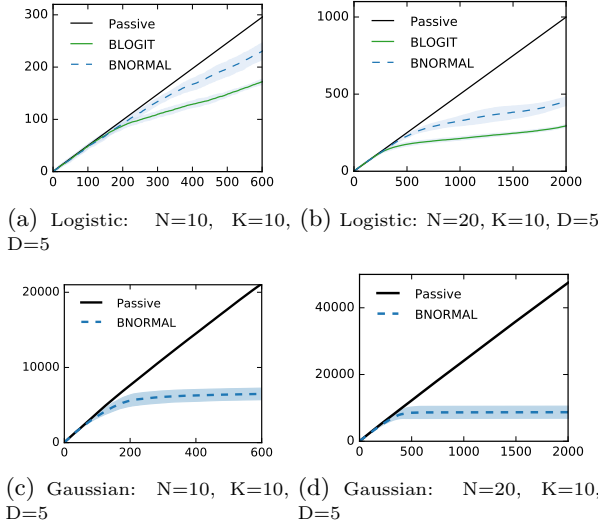 300
200
100
0
Passive
BLOGIT
BNORMAL
0 100 200 300 400 500 600
1000
500
0
Passive
BLOGIT
BNORMAL
0 500 1000 1500 2000
(a) Logistic: N=10, K=10,
D=5
(b) Logistic: N=20, K=10, D=5
20000
10000
0
Passive
BNORMAL
0 200 400 600
40000
20000
0
Passive
BNORMAL
0 500 1000 1500 2000
(c) Gaussian: N=10, K=10,
D=5
(d) Gaussian: N=20, K=10,
D=5